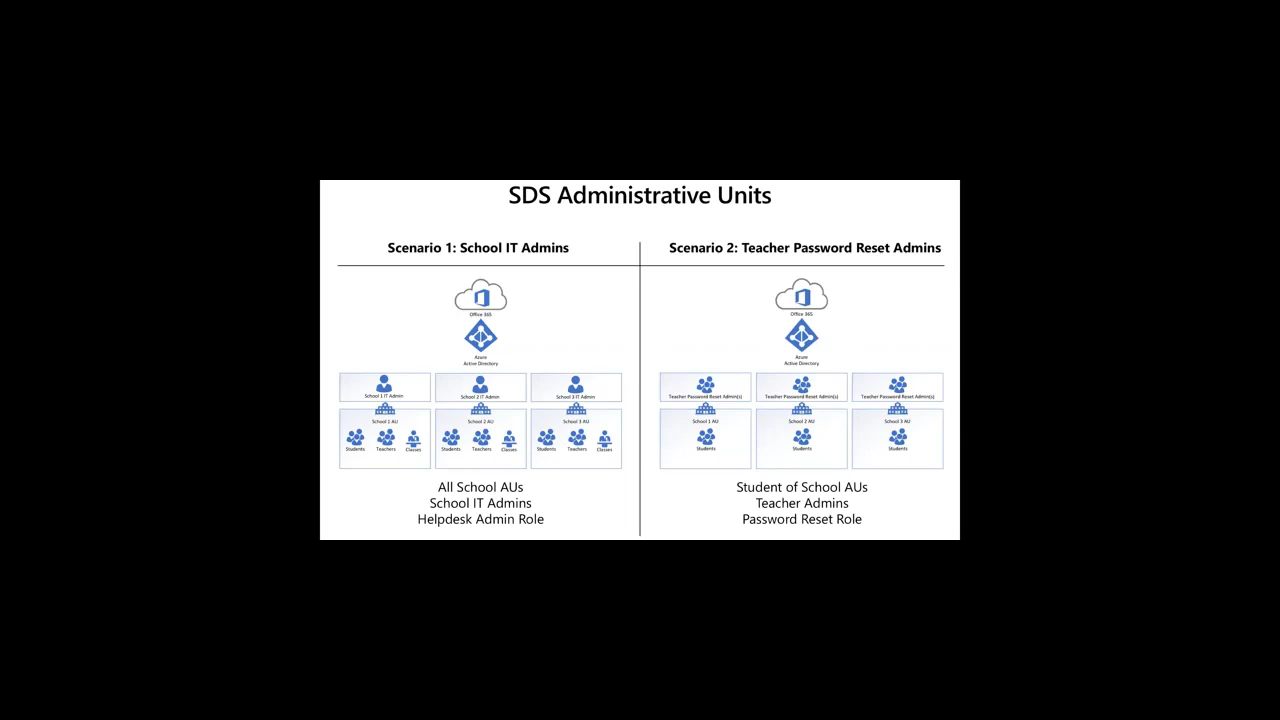 SDS Administrative Units
Scenario 1: School IT Admins
Office 365
Azure
Active Directory
School 1 IT Admin
School 2 IT Admin
School 3 IT Admin
School 1 AU
School 2 AU
School 3 AU
Students
Teachers
Classes
Students
Teachers
Classes
Students
Teachers
Classes
All School AUs
School IT Admins
Helpdesk Admin Role
Scenario 2: Teacher Password Reset Admins
Office 365
Azure
Active Directory
Teacher Password Reset Admin(s)
Teacher Password Reset Admin(s)
Teacher Password Reset Admin(s)
School 1 AU
School 2 AU
School 3 AU
Students
Students
Students
Student of School AUs
Teacher Admins
Password Reset Role